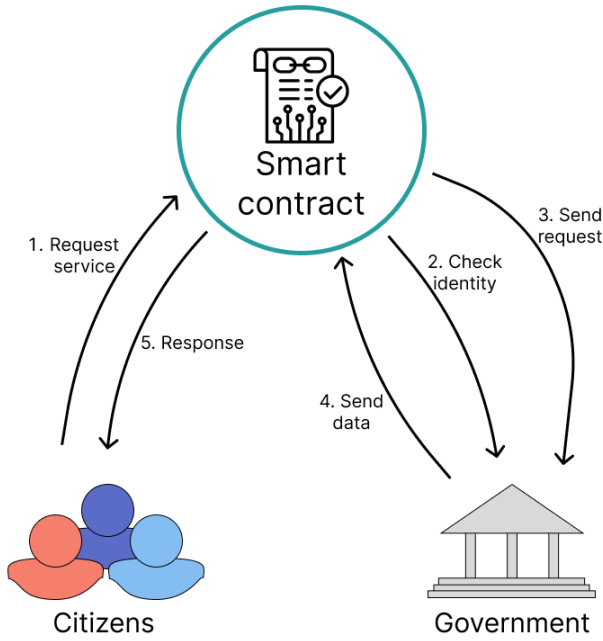 Smart
contract
1. Request
service
2. Check
identity
3. Send
request
4. Send
data
5. Response
Citizens
Government